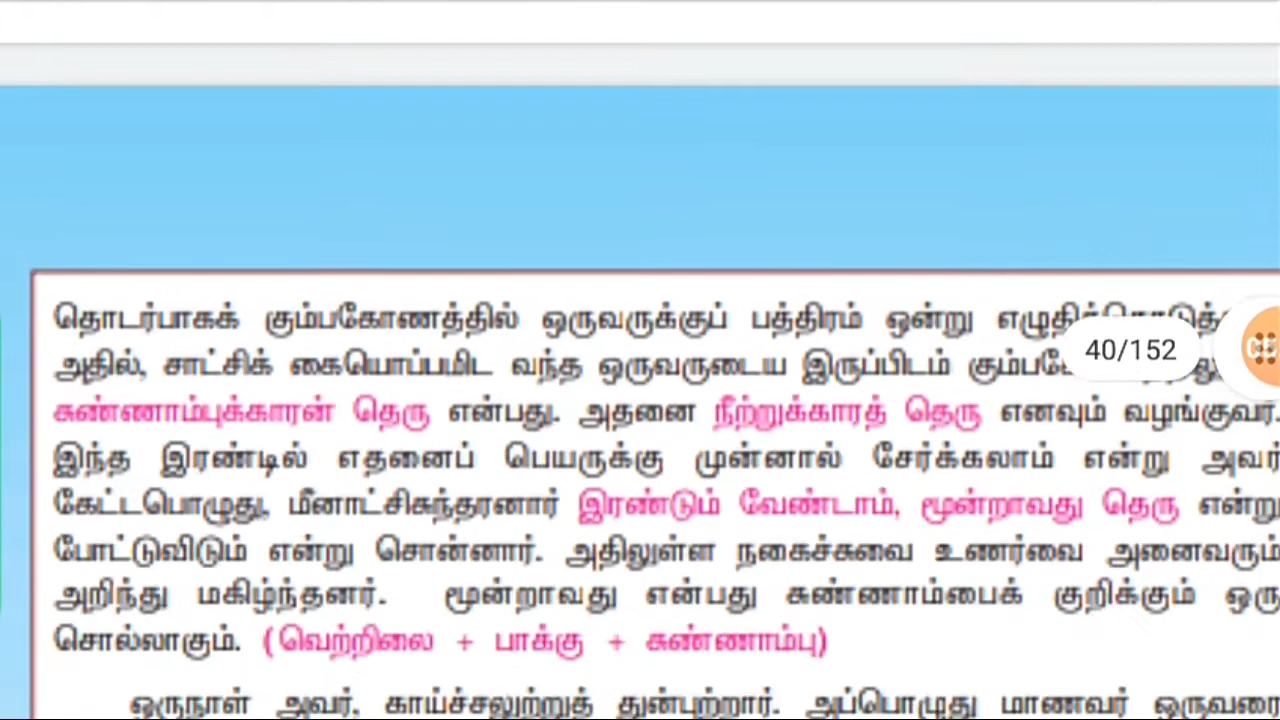 தொடர்பாகக் கும்பகோணத்தில் ஒருவருக்குப் பத்திரம் ஒன்று
40/152
அதில், சாட்சிக் கையொப்பமிட வந்த ஒருவருடைய இருப்பிடம்
சுண்ணாம்புக்காரன் தெரு என்பது. அதனை நீற்றுக்காரத் தெரு எனவும் வழங்குவர்.
இந்த இரண்டில் எதனைப் பெயருக்கு முன்னால் சேர்க்கலாம் என்று அவர்
கேட்டபொழுது, மீனாட்சிசுந்தரனார் இரண்டும் வேண்டாம், மூன்றாவது தெரு என்று
போட்டுவிடும் என்று சொன்னார். அதிலுள்ள நகைச்சுவை உணர்வை அனைவரும்
அறிந்து மகிழ்ந்தனர். மூன்றாவது என்பது சுண்ணாம்பைக் குறிக்கும் ஒரு
சொல்லாகும். (வெற்றிலை + பாக்கு + சுண்ணாம்பு)
ஒருநாள் அவர், காய்ச்சலுற்றுத் துன்புற்றார். அப்பொழுது மாணவர் ஒருவரை